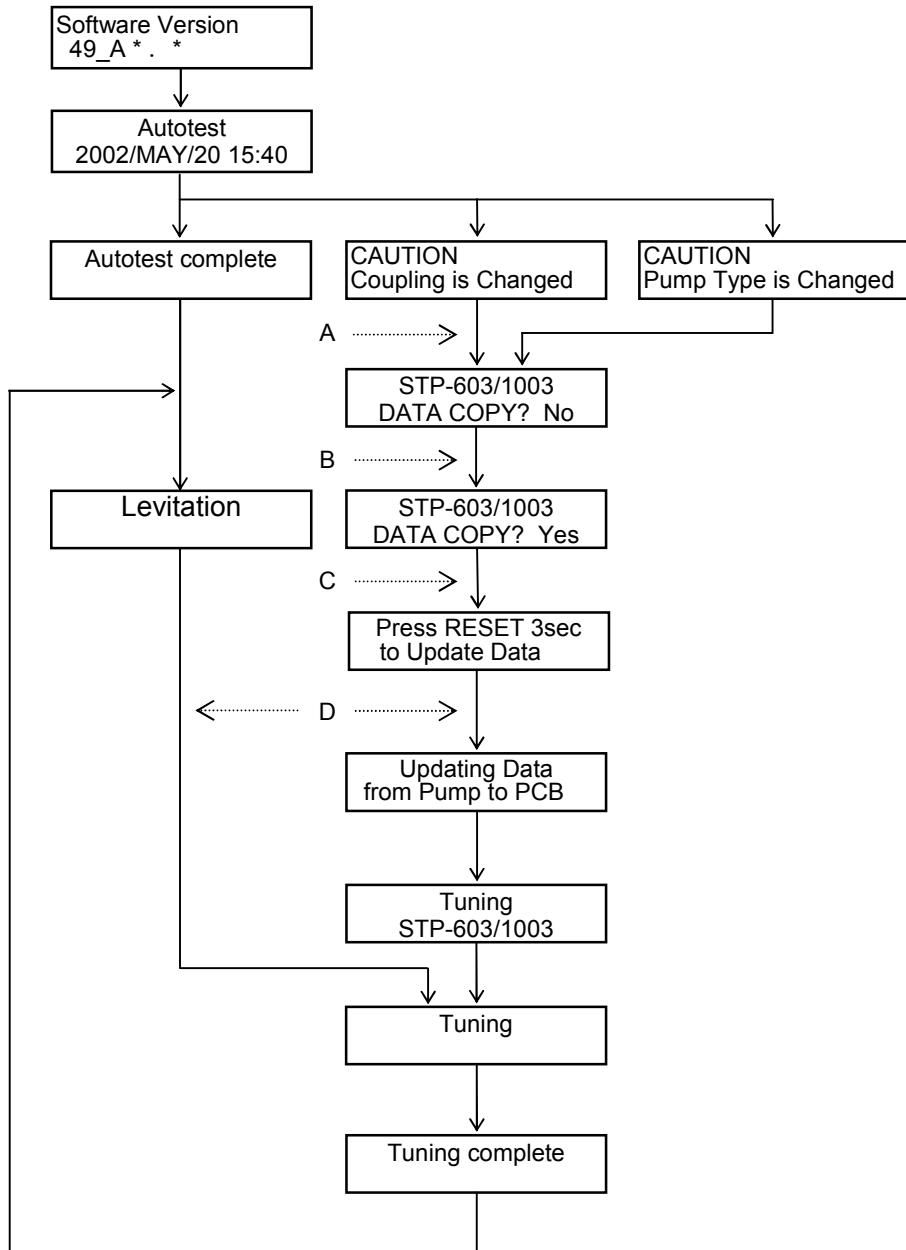 Software Version
49_A * . *
Autotest
2002/MAY/20 15:40
Autotest complete
CAUTION
Coupling is Changed
CAUTION
Pump Type is Changed
A
STP-603/1003
DATA COPY? No
B
Levitation
STP-603/1003
DATA COPY? Yes
C
Press RESET 3sec
to Update Data
D
Updating Data
from Pump to PCB
Tuning
STP-603/1003
Tuning
Tuning complete